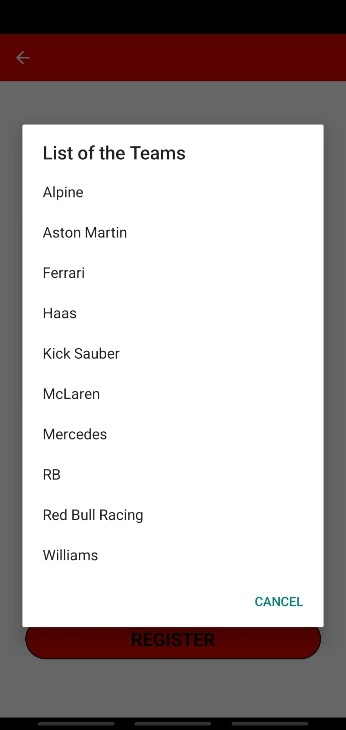 List of the Teams
Alpine
Aston Martin
Ferrari
Haas
Kick Sauber
McLaren
Mercedes
RB
Red Bull Racing
Williams
CANCEL
REGISTER